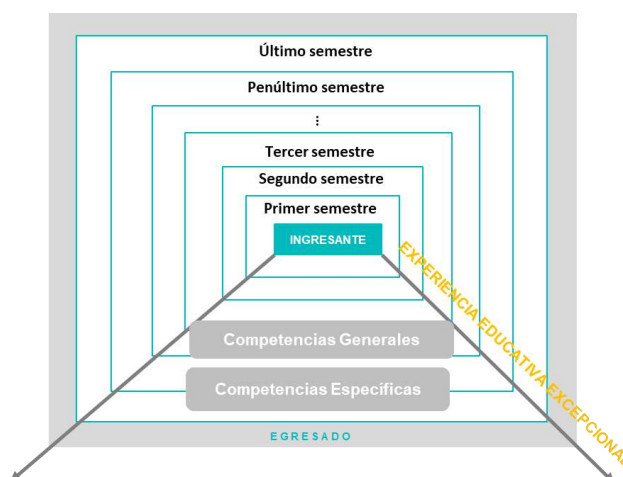 Último semestre
Penúltimo semestre
⋮
Tercer semestre
Segundo semestre
Primer semestre
INGRESANTE
EXPERIENCIA EDUCATIVA EXCEPCIONAL
Competencias Generales
Competencias Específicas
EGRESADO